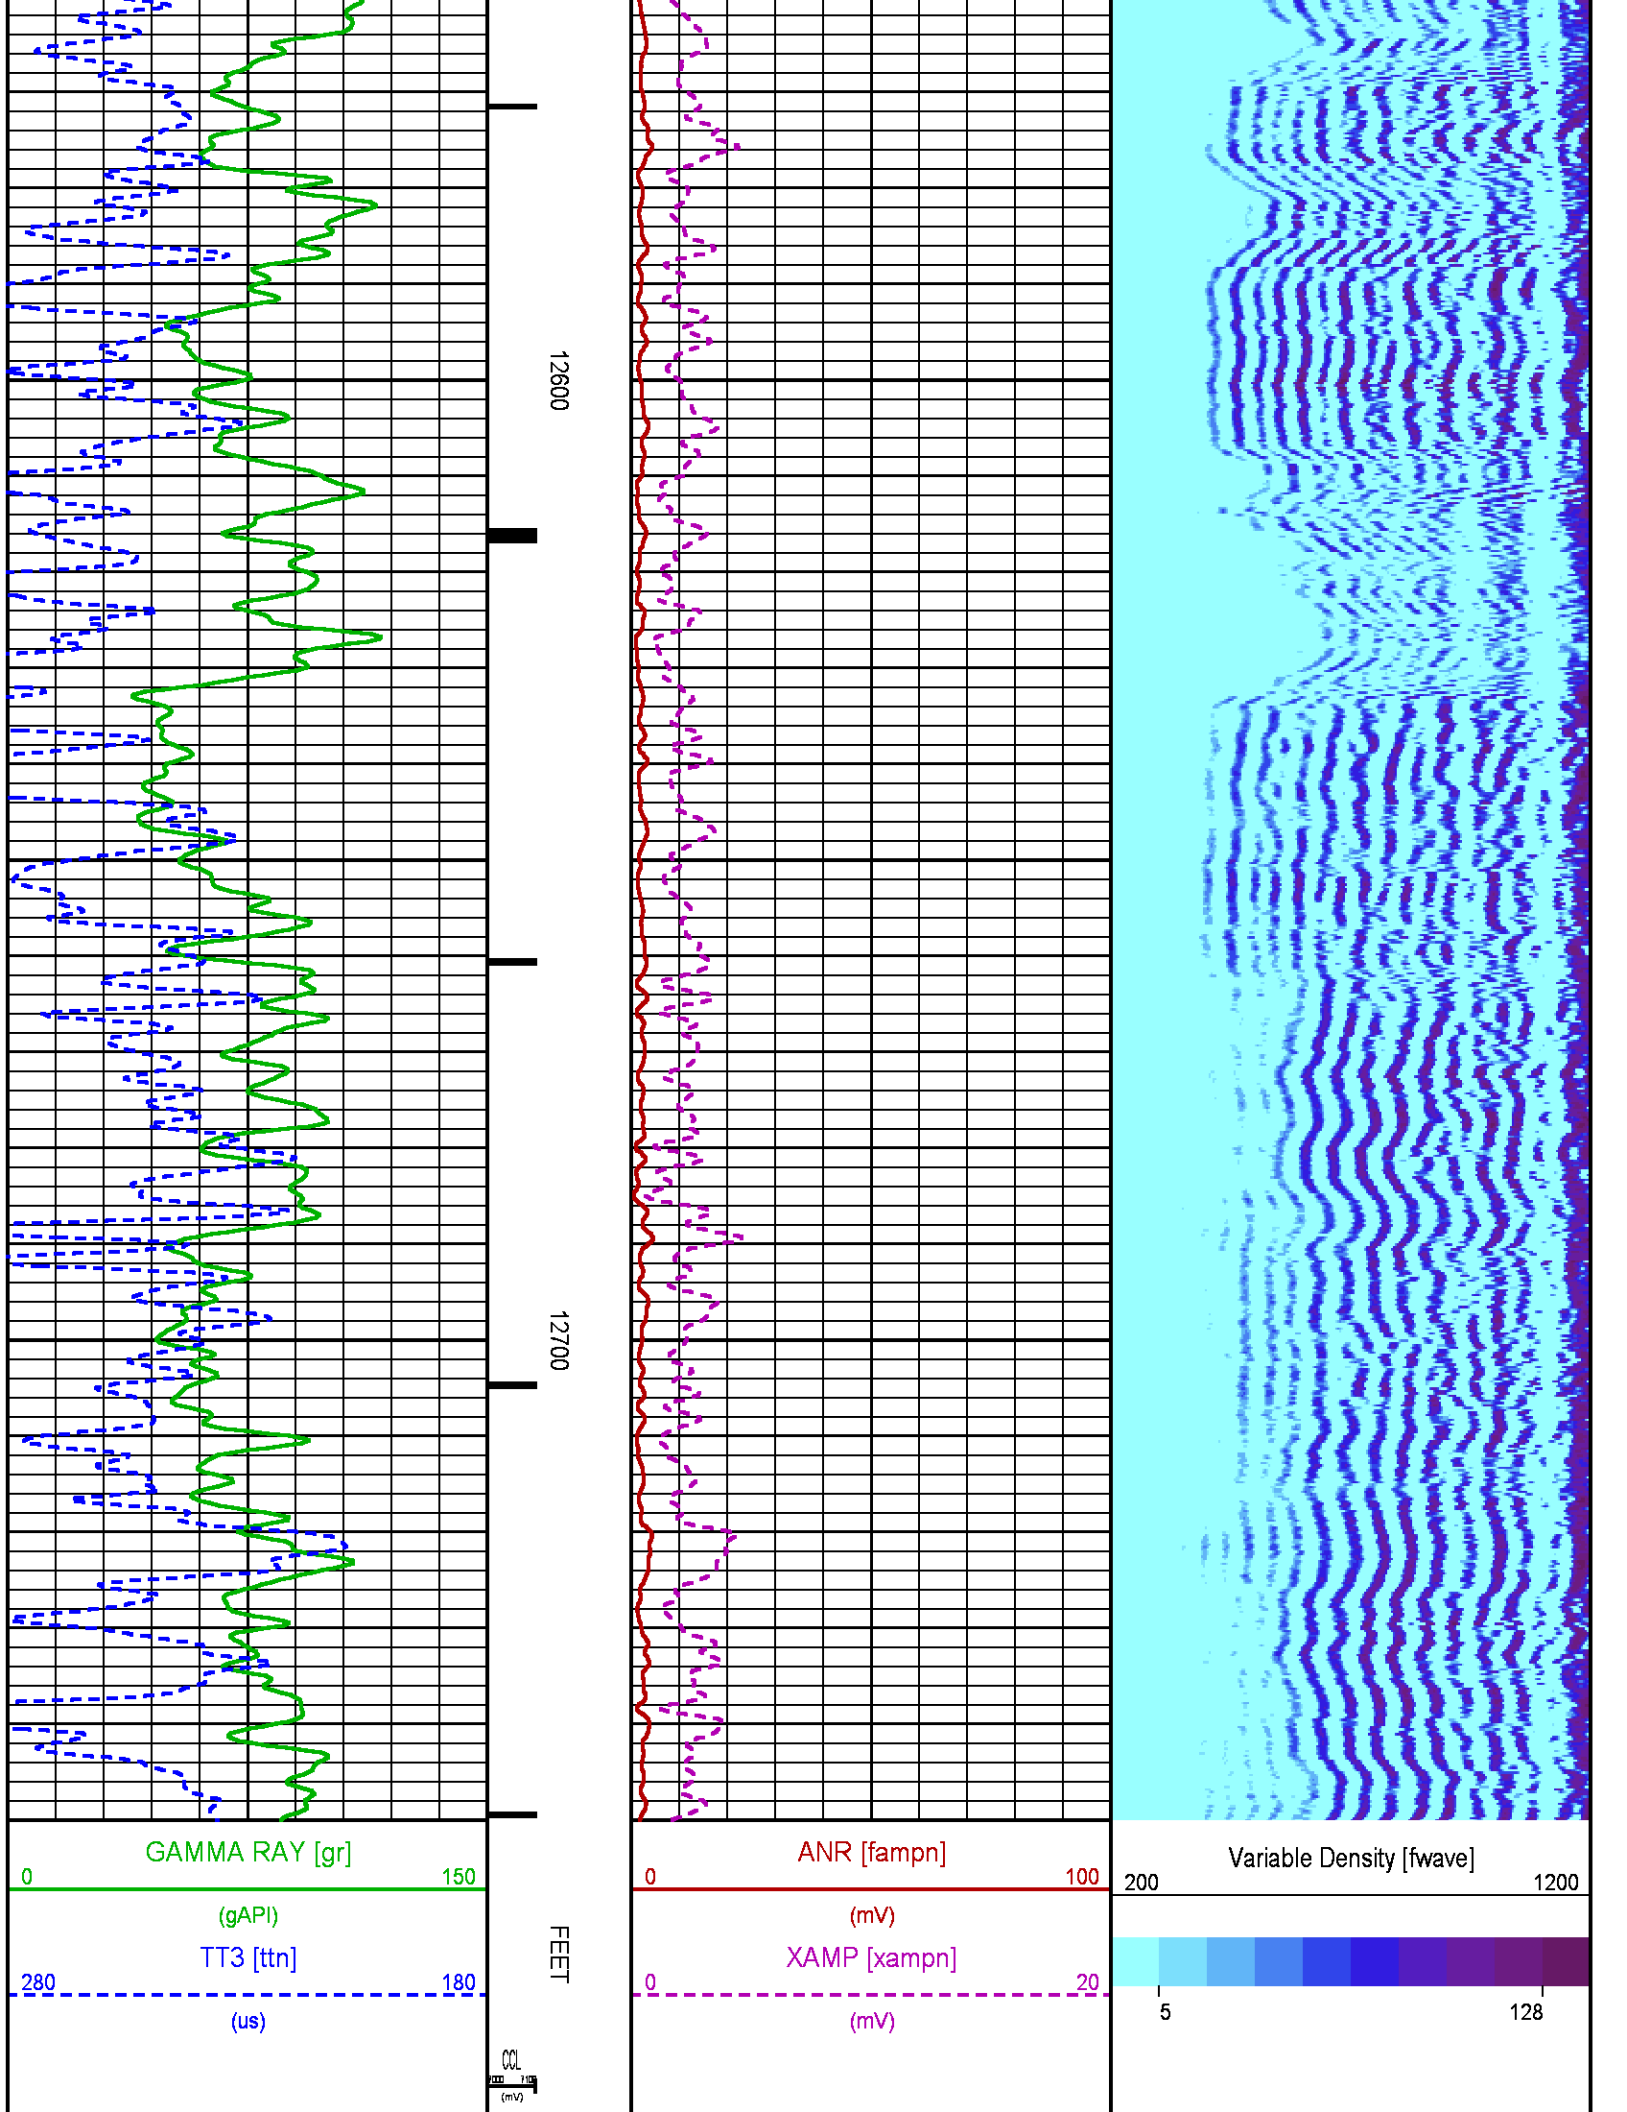 12600
12700
GAMMA RAY [gr]
0 150
(gAPI)
TT3 [ttn]
280 180
(us)
FEET
CCL
(mV)
ANR [fampn]
0 100
(mV)
XAMP [xampn]
0 20
(mV)
Variable Density [fwave]
200 1200
5 128